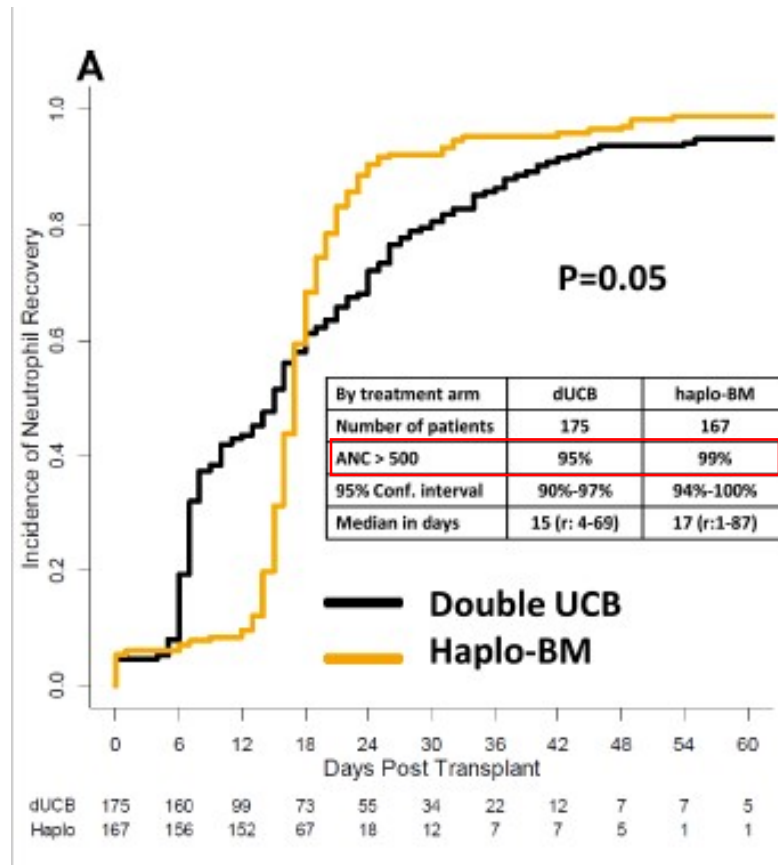 A
Incidence of Neutrophil Recovery
1.0
0.8
0.6
0.4
0.2
0.0
P=0.05
By treatment arm dUCB haplo-BM
Number of patients 175 167
ANC > 500 95% 99%
95% Conf. interval 90%-97% 94%-100%
Median in days 15 (r: 4-69) 17 (r:1-87)
Double UCB
Haplo-BM
0 6 12 18 24 30 36 42 48 54 60
Days Post Transplant
dUCB 175 160 99 73 55 34 22 12 7 7 5
Haplo 167 156 152 67 18 12 7 7 5 1 1